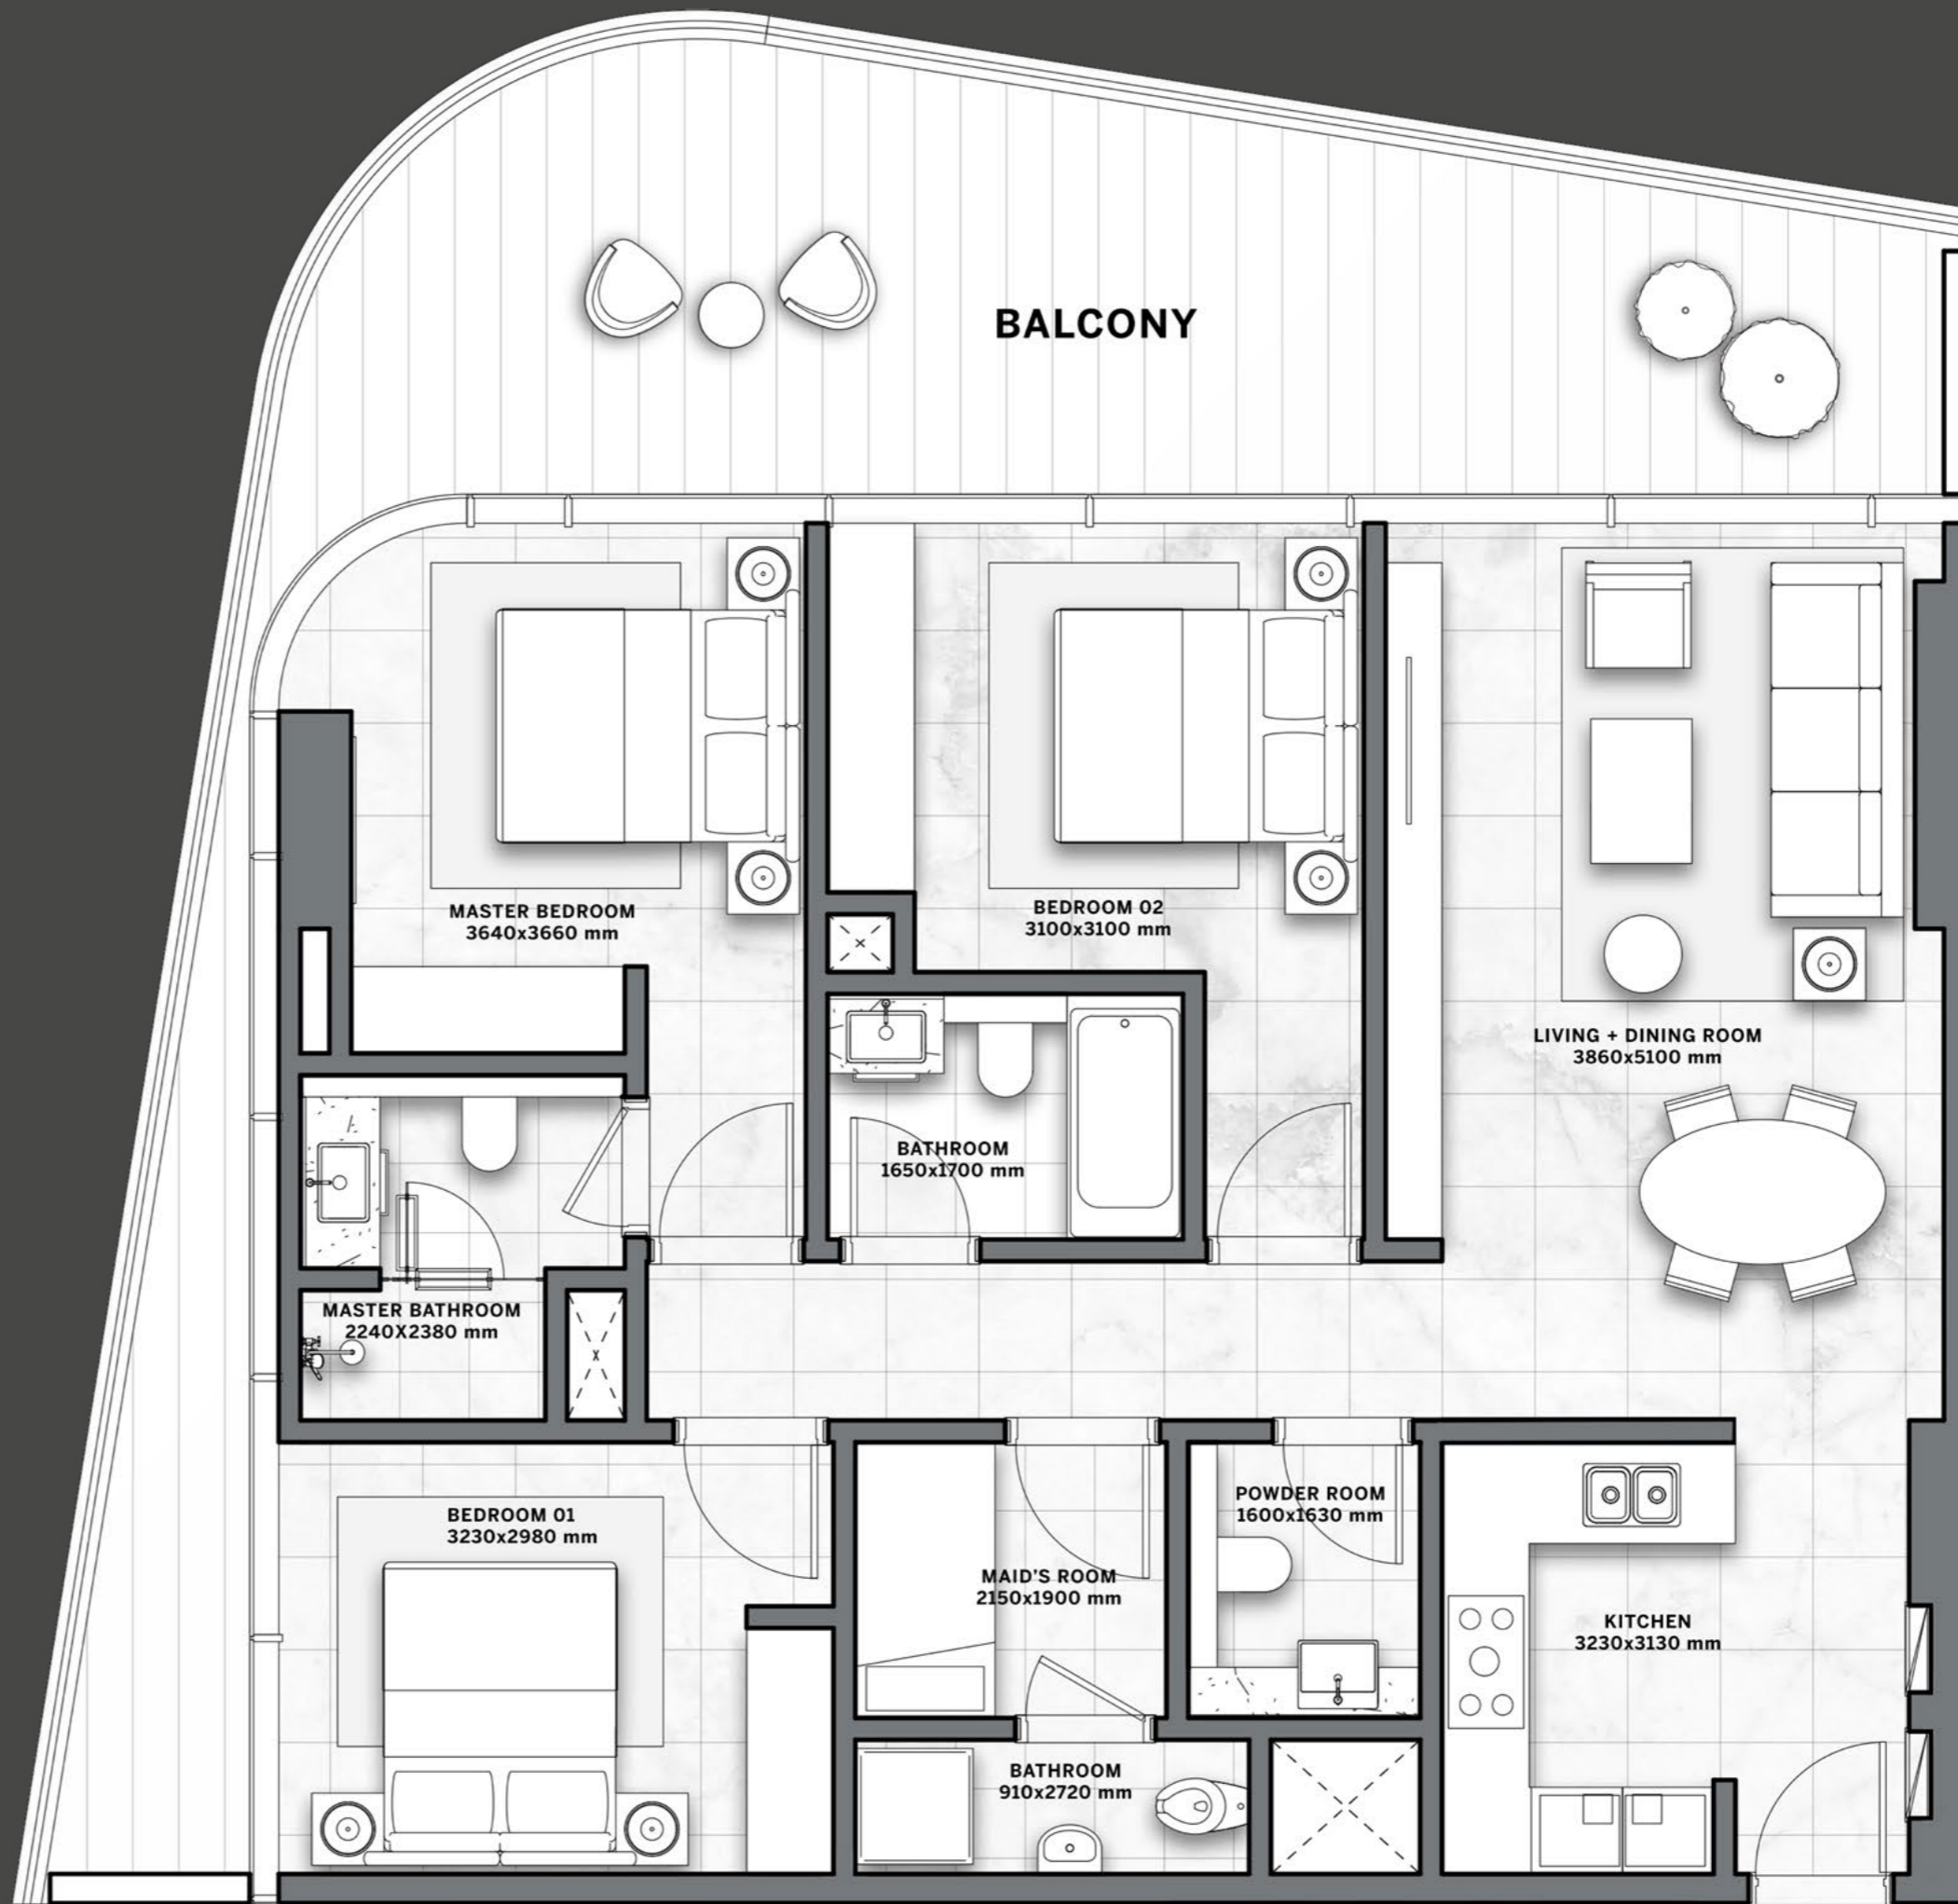 BALCONY
MASTER BEDROOM
3640x3660 mm
BEDROOM 02
3100x3100 mm
LIVING + DINING ROOM
3860x5100 mm
BATHROOM
1650x1700 mm
MASTER BATHROOM
2240X2380 mm
BEDROOM 01
3230x2980 mm
MAID'S ROOM
2150x1900 mm
POWDER ROOM
1600x1630 mm
KITCHEN
3230x3130 mm
BATHROOM
910x2720 mm